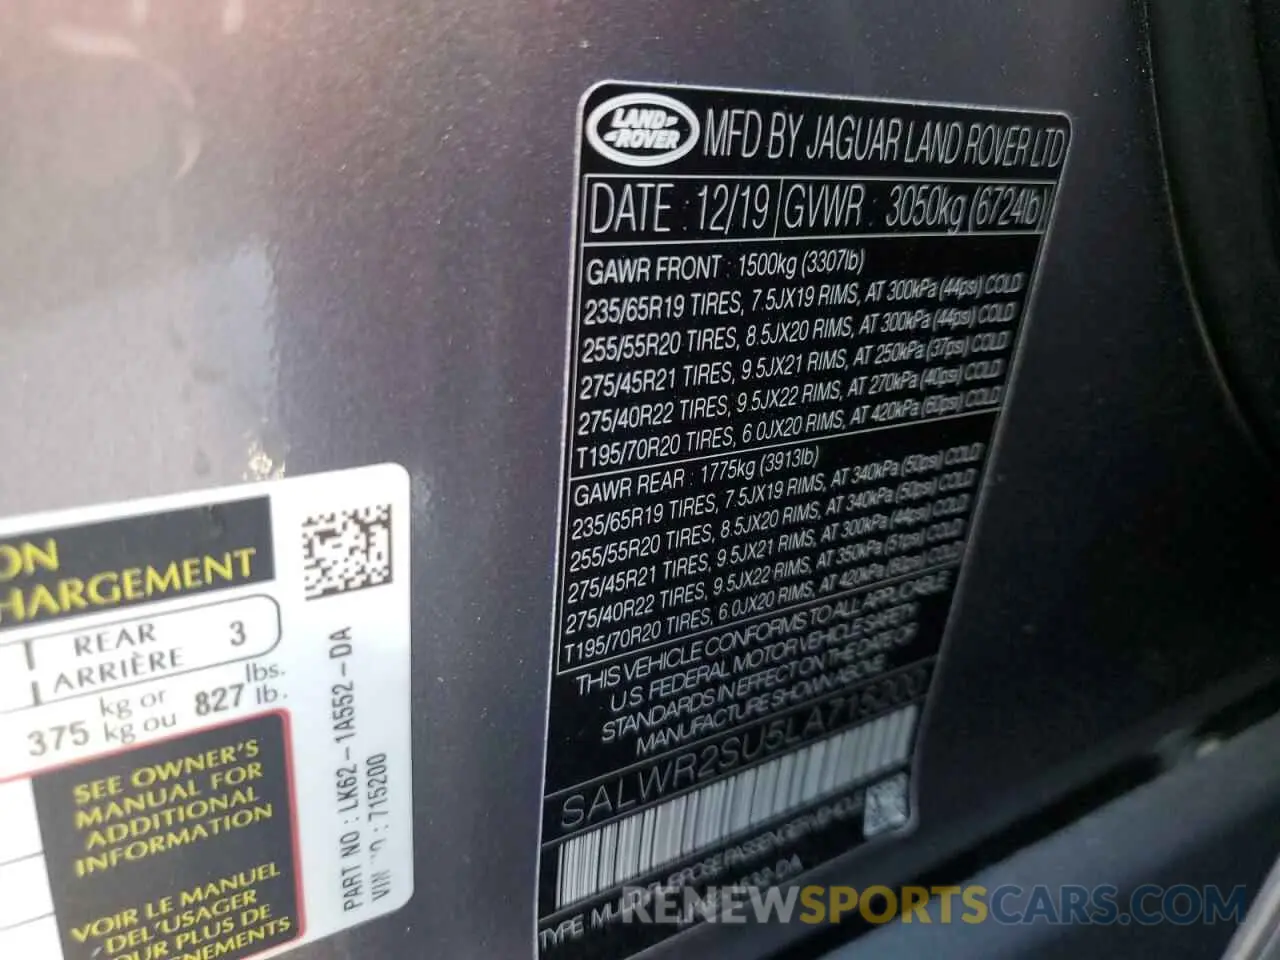 LAND ROVER
MFD BY JAGUAR LAND ROVER LTD
DATE : 12/19 GVWR : 3050kg (6724lb)
GAWR FRONT : 1500kg (3307lb)
235/65R19 TIRES, 7.5JX19 RIMS, AT 300kPa (44psi) COLD
255/55R20 TIRES, 8.5JX20 RIMS, AT 300kPa (44psi) COLD
275/45R21 TIRES, 9.5JX21 RIMS, AT 250kPa (37psi) COLD
275/40R22 TIRES, 9.5JX22 RIMS, AT 270kPa (40psi) COLD
T195/70R20 TIRES, 6.0JX20 RIMS, AT 420kPa (60psi) COLD
GAWR REAR : 1775kg (3913lb)
235/65R19 TIRES, 7.5JX19 RIMS, AT 340kPa (50psi) COLD
255/55R20 TIRES, 8.5JX20 RIMS, AT 340kPa (50psi) COLD
275/45R21 TIRES, 9.5JX21 RIMS, AT 300kPa (44psi) COLD
275/40R22 TIRES, 9.5JX22 RIMS, AT 350kPa (51psi) COLD
T195/70R20 TIRES, 6.0JX20 RIMS, AT 420kPa (60psi) COLD
THIS VEHICLE CONFORMS TO ALL APPLICABLE
U.S. FEDERAL MOTOR VEHICLE SAFETY
STANDARDS IN EFFECT ON THE DATE OF
MANUFACTURE SHOWN ABOVE
SALWR2SU5LA715200
TYPE PASSENGER VEHICLE
ON
HARGEMENT
REAR
ARRIÈRE 3
375 kg or
kg ou 827 lbs.
lb.
SEE OWNER'S
MANUAL FOR
ADDITIONAL
INFORMATION
VOIR LE MANUEL
DE L'USAGER
OUR PLUS DE
GNEMENTS
PART NO : LK62-1A552-DA
VIN : 715200
RENEWSPORTSCARS.COM